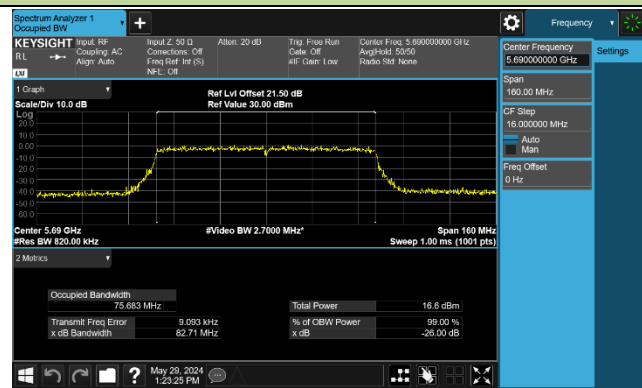 Spectrum Analyzer 1
Occupied BW
Frequency
KEYSIGHT
Input: RF
Coupling: AC
Align: Auto
Input Z: 50 Ω
Corrections: Off
Freq Ref: Int (S)
NFE: Off
Atten: 20 dB
Trig: Free Run
Gate: Off
#IF Gain: Low
Center Freq: 5.690000000 GHz
Avg|Hold: 50/50
Radio Std: None
RL
LXI
Center Frequency
5.690000000 GHz
Settings
Span
160.00 MHz
CF Step
16.000000 MHz
Auto
Man
Freq Offset
0 Hz
1 Graph
Scale/Div 10.0 dB
Ref Lvl Offset 21.50 dB
Ref Value 30.00 dBm
Log
20.0
10.0
0.00
-10.0
-20.0
-30.0
-40.0
-50.0
-60.0
Center 5.69 GHz
#Video BW 2.7000 MHz*
Span 160 MHz
#Res BW 820.00 kHz
Sweep 1.00 ms (1001 pts)
2 Metrics
Occupied Bandwidth
75.683 MHz
Total Power 16.6 dBm
Transmit Freq Error 9.093 kHz
% of OBW Power 99.00 %
x dB Bandwidth 82.71 MHz
x dB -26.00 dB
?
May 29, 2024
1:23:25 PM